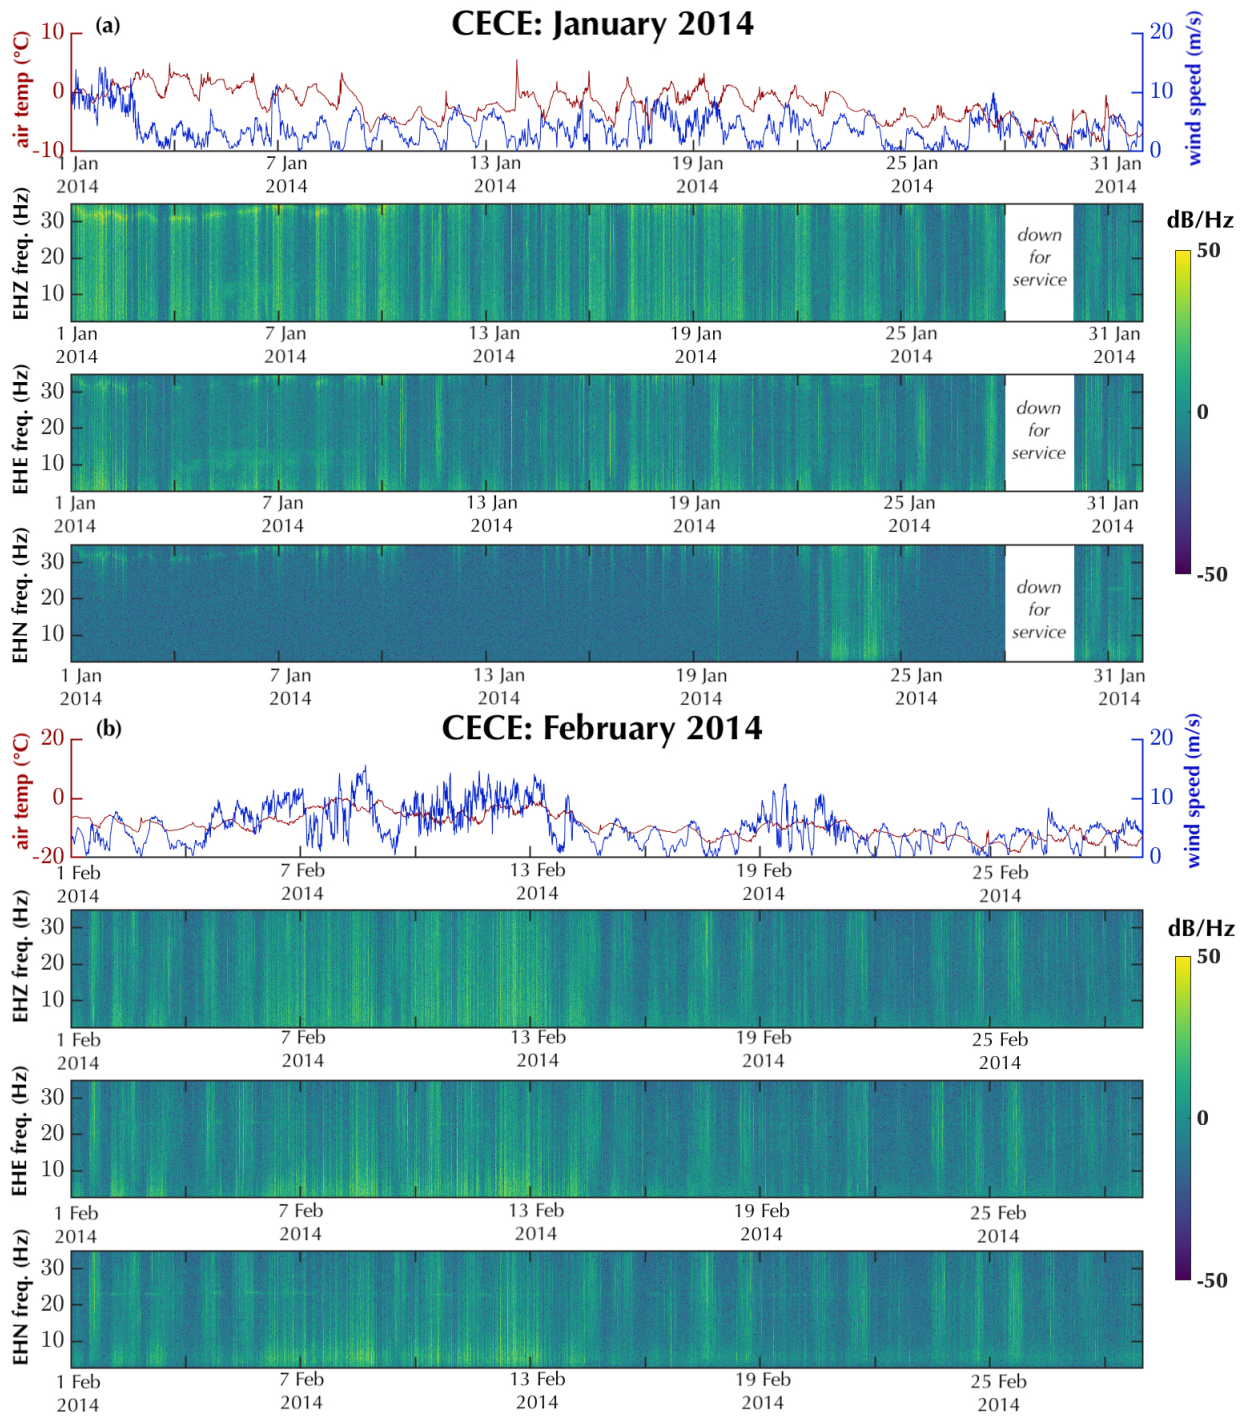 (a)
CECE: January 2014
air temp (°C)
10
0
-10
wind speed (m/s)
20
10
0
1 Jan 7 Jan 13 Jan 19 Jan 25 Jan 31 Jan
2014 2014 2014 2014 2014 2014
EHZ freq. (Hz)
30
20
10
down
for
service
1 Jan 7 Jan 13 Jan 19 Jan 25 Jan 31 Jan
2014 2014 2014 2014 2014 2014
dB/Hz
50
0
-50
EHE freq. (Hz)
30
20
10
down
for
service
1 Jan 7 Jan 13 Jan 19 Jan 25 Jan 31 Jan
2014 2014 2014 2014 2014 2014
EHN freq. (Hz)
30
20
10
down
for
service
1 Jan 7 Jan 13 Jan 19 Jan 25 Jan 31 Jan
2014 2014 2014 2014 2014 2014
(b)
CECE: February 2014
air temp (°C)
20
0
-20
wind speed (m/s)
20
10
0
1 Feb 7 Feb 13 Feb 19 Feb 25 Feb
2014 2014 2014 2014 2014
EHZ freq. (Hz)
30
20
10
1 Feb 7 Feb 13 Feb 19 Feb 25 Feb
2014 2014 2014 2014 2014
dB/Hz
50
0
-50
EHE freq. (Hz)
30
20
10
1 Feb 7 Feb 13 Feb 19 Feb 25 Feb
2014 2014 2014 2014 2014
EHN freq. (Hz)
30
20
10
1 Feb 7 Feb 13 Feb 19 Feb 25 Feb
2014 2014 2014 2014 2014